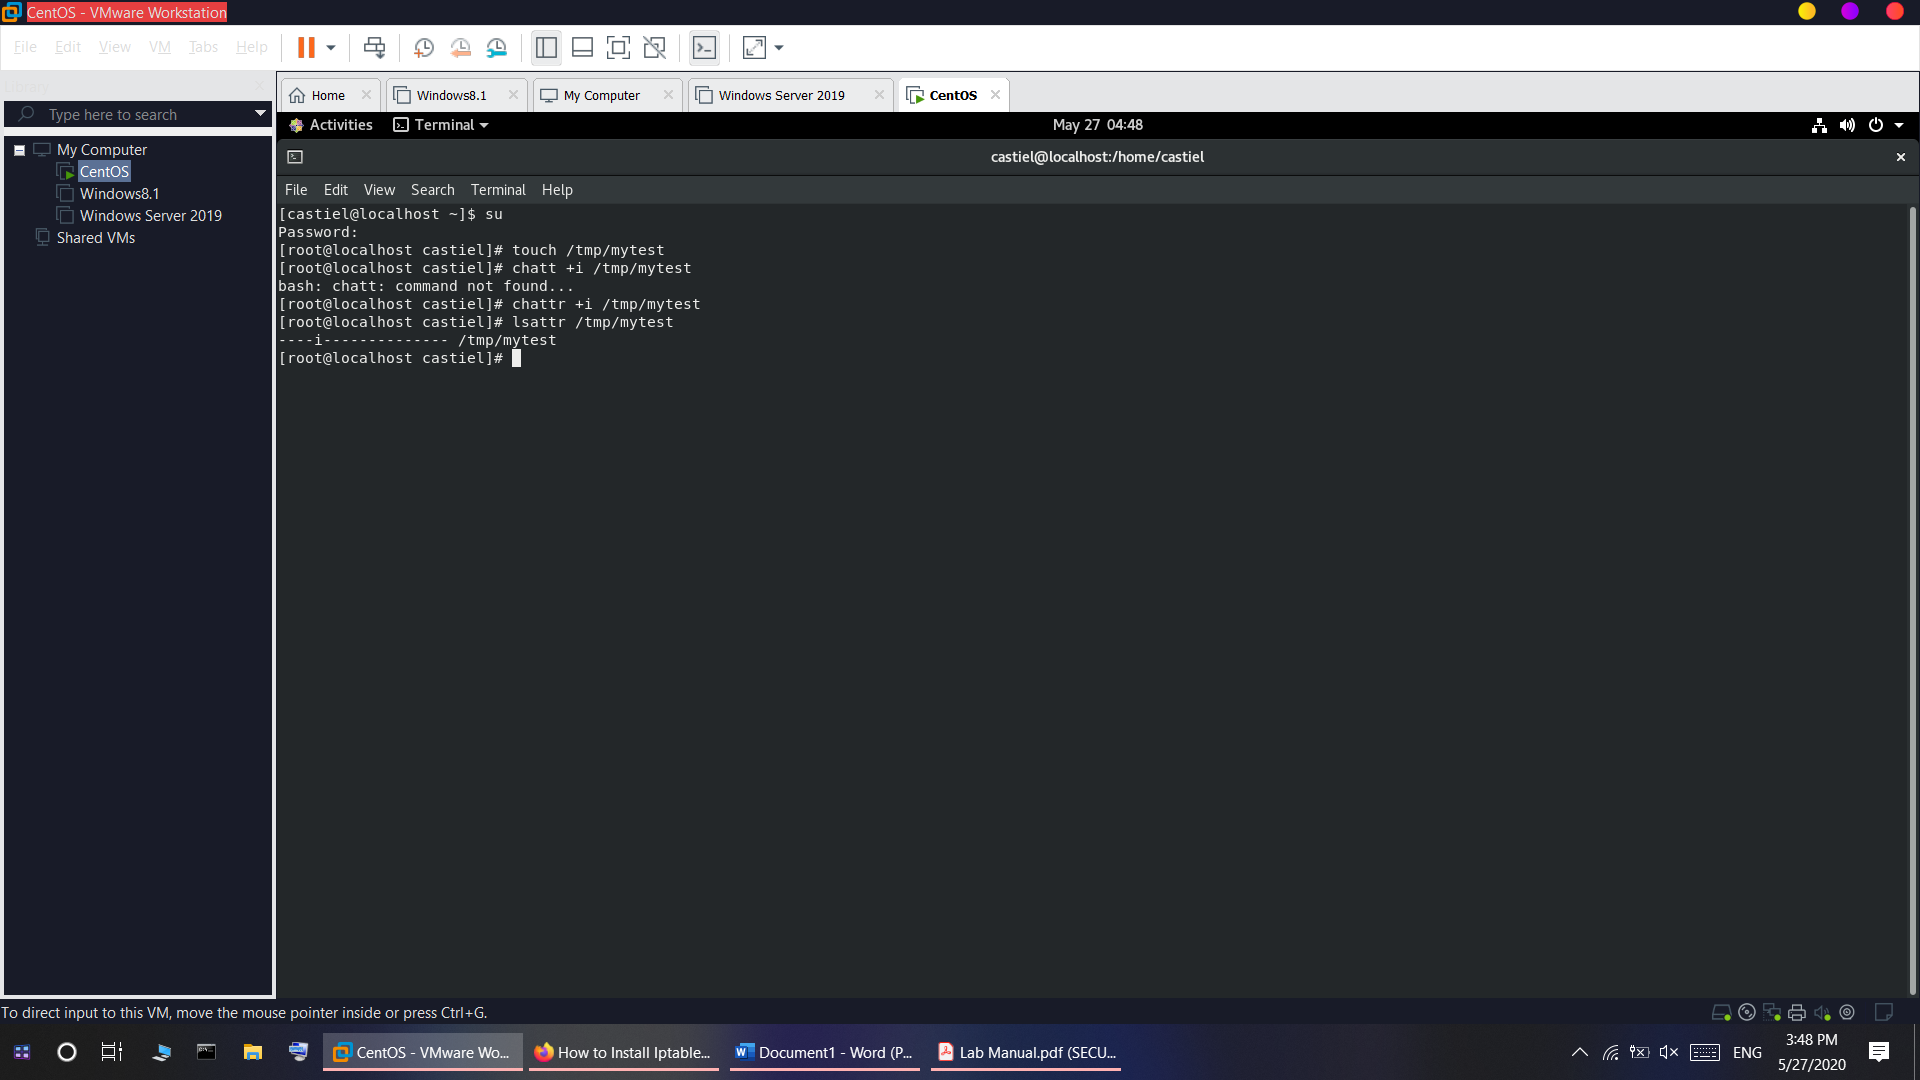 CentOS - VMware Workstation
File Edit View VM Tabs Help
Library
Type here to search
My Computer
CentOS
Windows8.1
Windows Server 2019
Shared VMs
Home
Windows8.1
My Computer
Windows Server 2019
CentOS
Activities Terminal May 27 04:48
castiel@localhost:/home/castiel
File Edit View Search Terminal Help
[castiel@localhost ~]$ su
Password:
[root@localhost castiel]# touch /tmp/mytest
[root@localhost castiel]# chatt +i /tmp/mytest
bash: chatt: command not found...
[root@localhost castiel]# chattr +i /tmp/mytest
[root@localhost castiel]# lsattr /tmp/mytest
----i-------------- /tmp/mytest
[root@localhost castiel]#
To direct input to this VM, move the mouse pointer inside or press Ctrl+G.
CentOS - VMware Wo...
How to Install Iptable...
Document1 - Word (P...
Lab Manual.pdf (SECU...
ENG
3:48 PM
5/27/2020